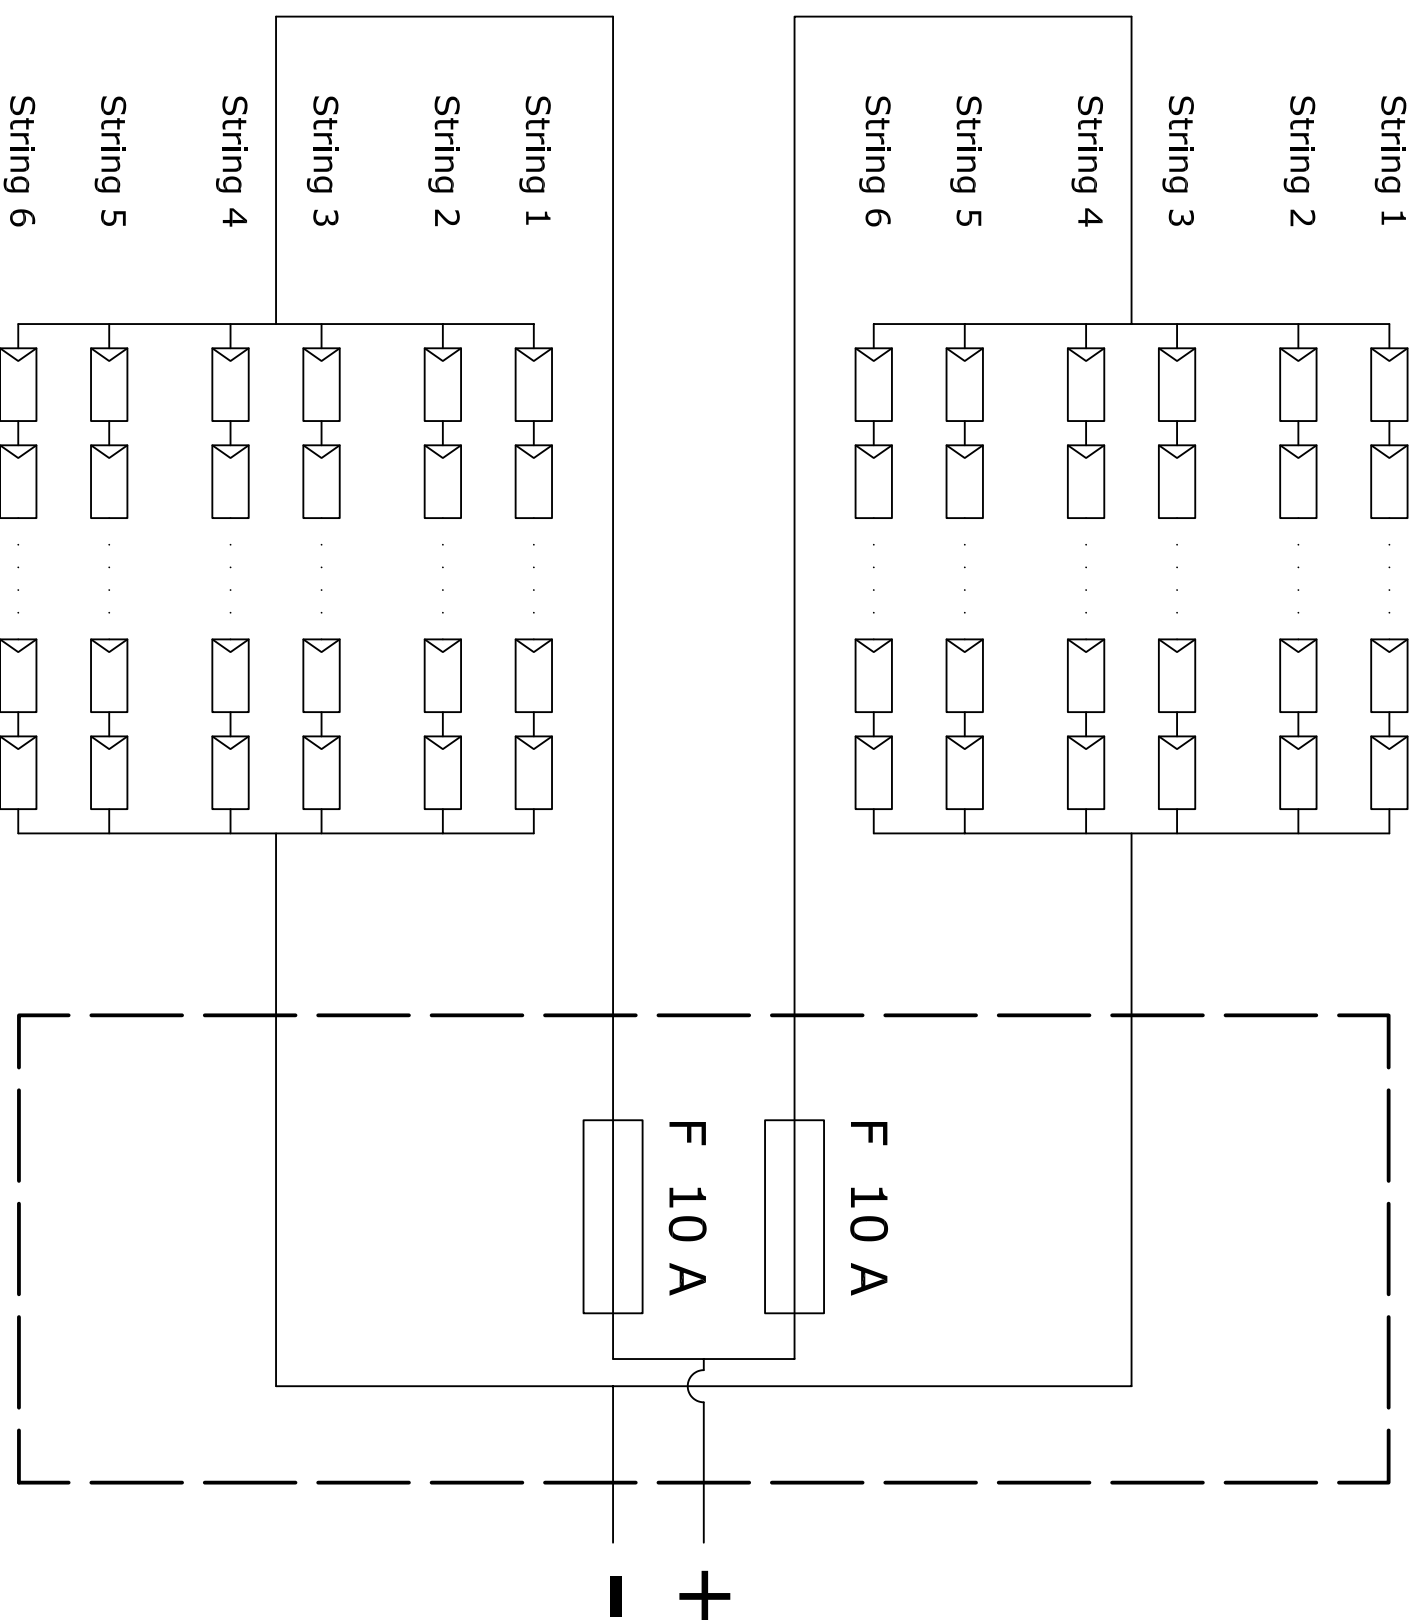 String 1
String 2
String 3
String 4
String 5
String 6
String 1
String 2
String 3
String 4
String 5
String 6
F 10 A
F 10 A
+
-